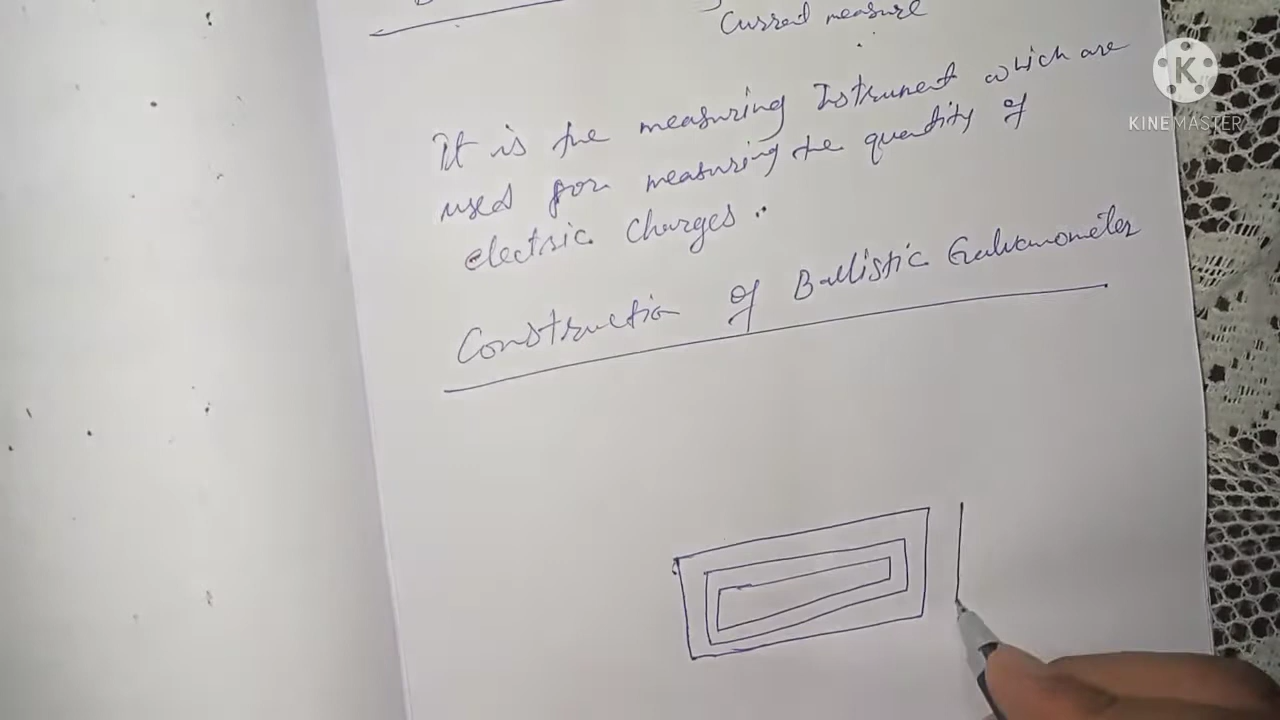 Current measure
It is the measuring Instrument which are
used for measuring the quantity of
electric charges.
Construction of Ballistic Galvanometer
K
KINEMASTER